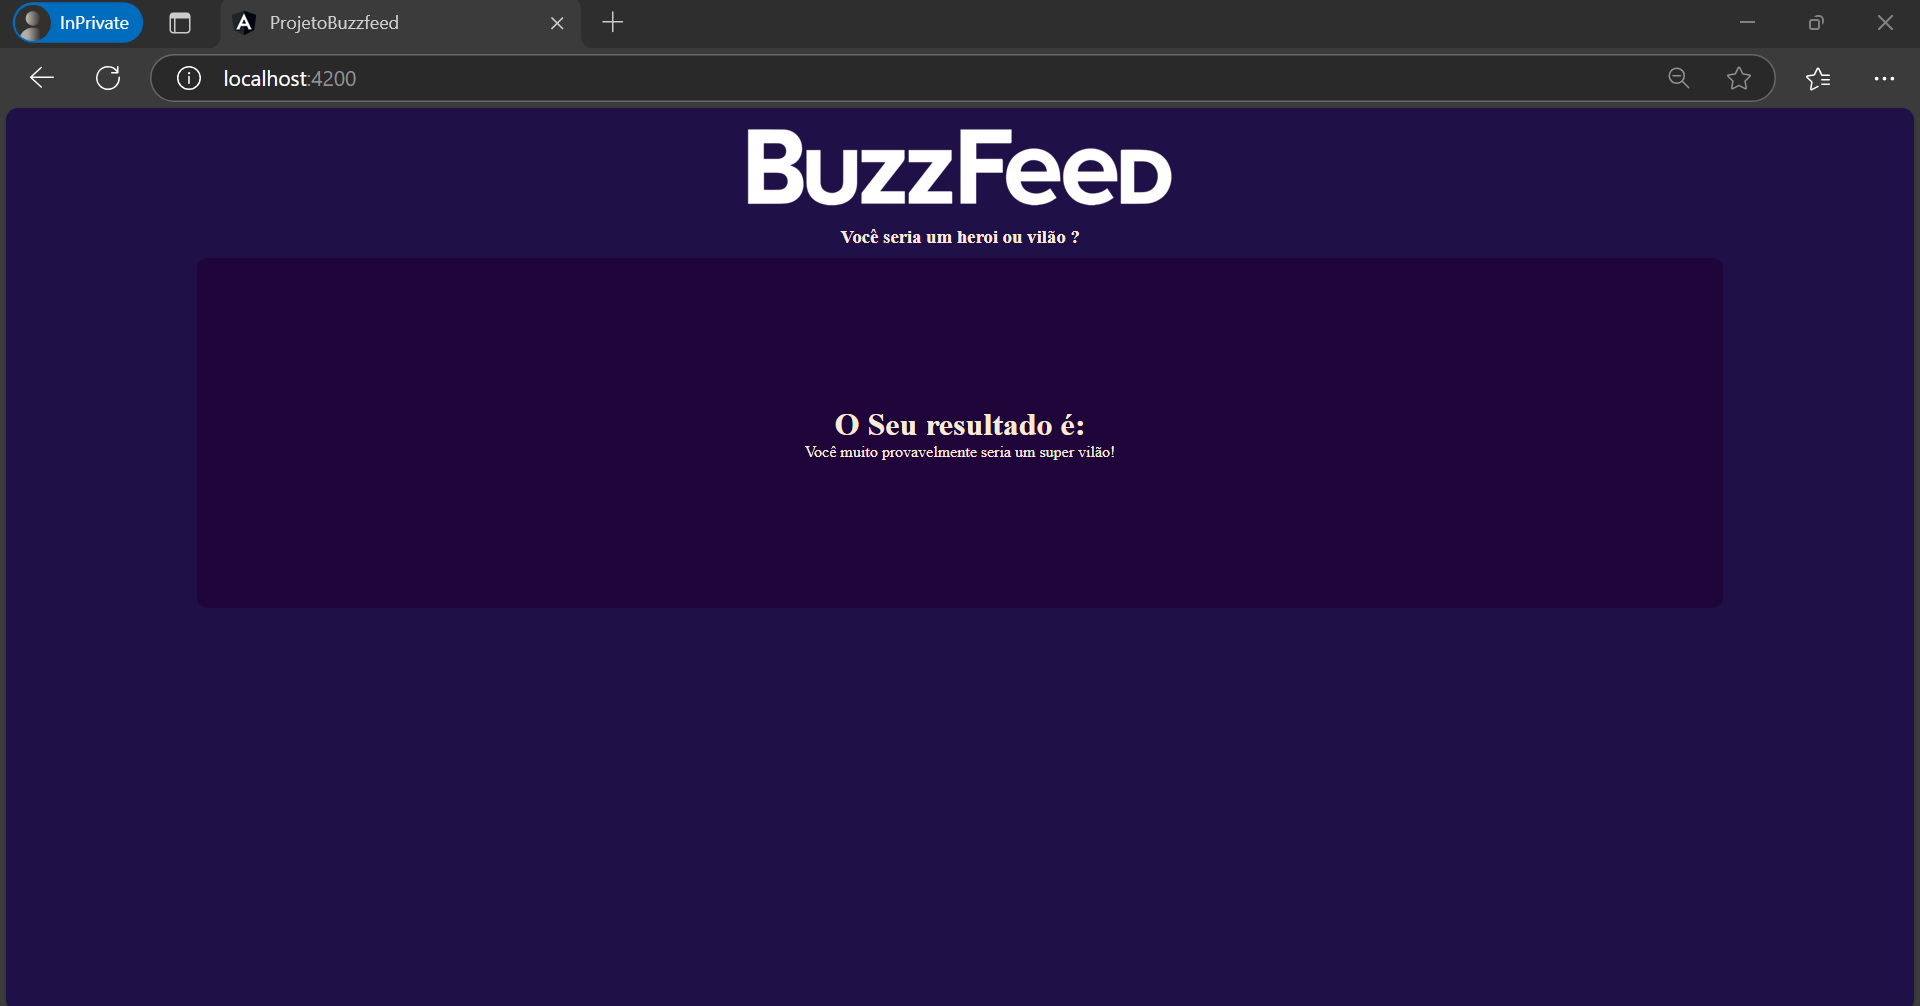 InPrivate
ProjetoBuzzfeed
localhost:4200
BuzzFeed
Você seria um heroi ou vilão ?
O Seu resultado é:
Você muito provavelmente seria um super vilão!